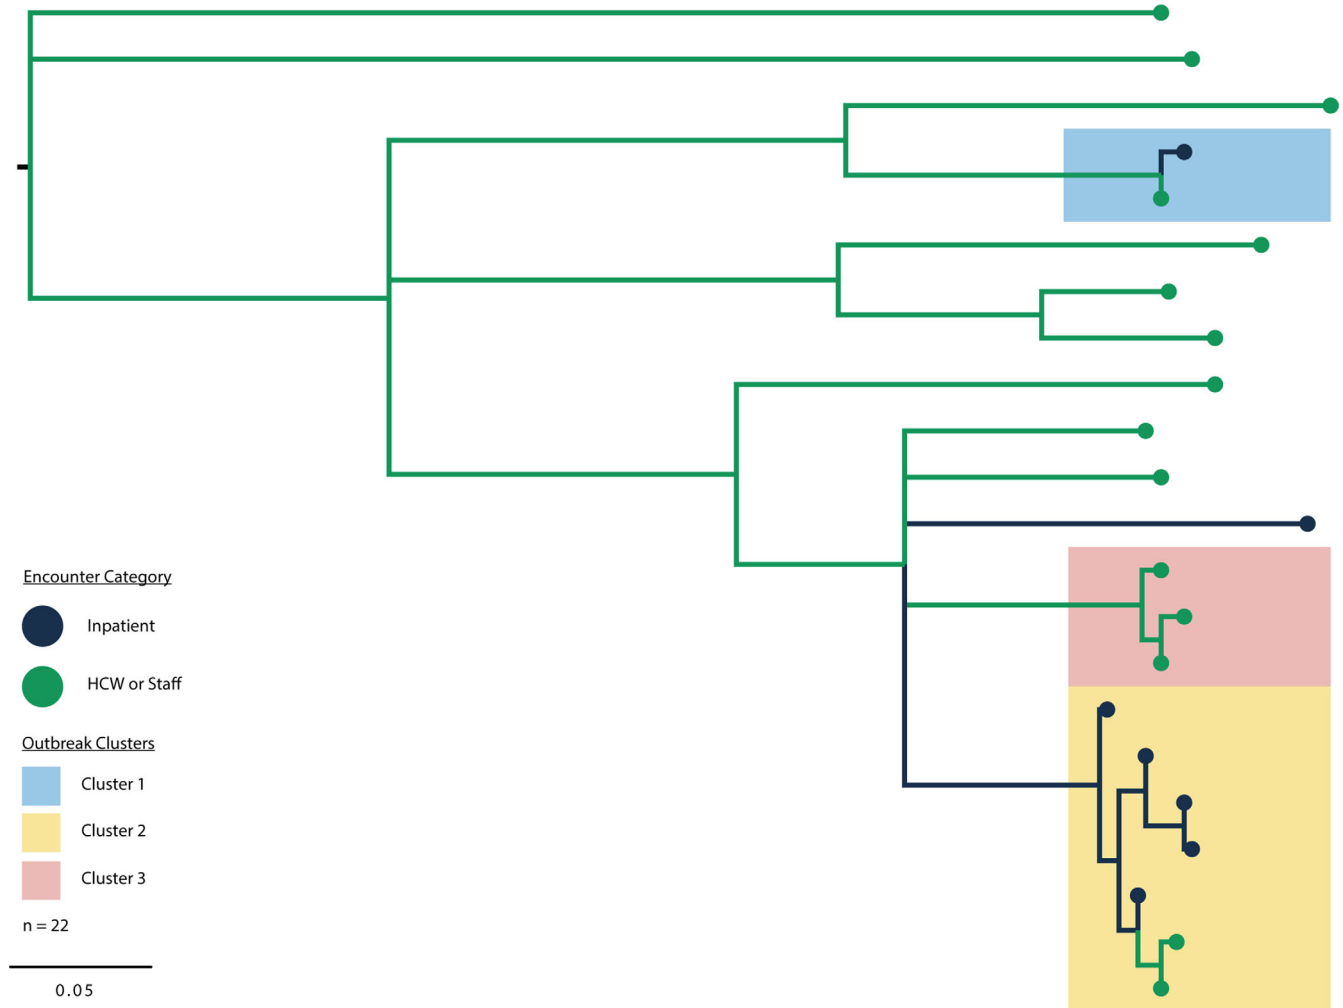 Encounter Category
Inpatient
HCW or Staff
Outbreak Clusters
Cluster 1
Cluster 2
Cluster 3
n = 22
0.05